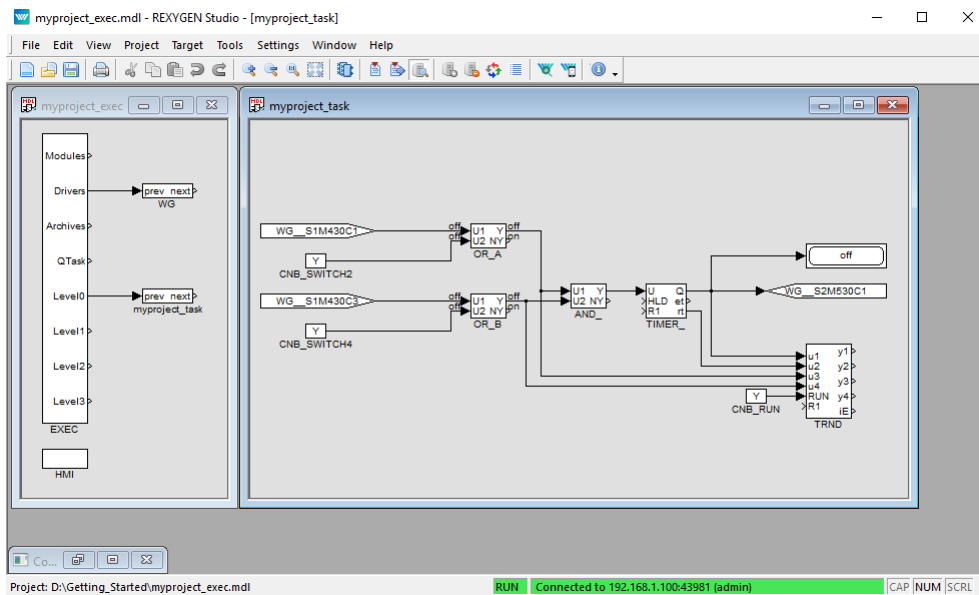 myproject_exec.mdl - REXYGEN Studio - [myproject_task]
File Edit View Project Target Tools Settings Window Help
myproject_exec
Modules
Drivers
prev next
WG
Archives
QTask
Level0
prev next
myproject_task
Level1
Level2
Level3
EXEC
HMI
myproject_task
WG__S1M430C1
off
off
U1 Y
U2 NY
off
on
OR_A
Y
CNB_SWITCH2
WG__S1M430C3
off
off
U1 Y
U2 NY
off
on
OR_B
Y
CNB_SWITCH4
U1 Y
U2 NY
AND_
U Q
HLD et
R1 rt
TIMER_
off
WG__S2M530C1
u1 y1
u2 y2
u3 y3
u4
RUN y4
R1 iE
TRND
Y
CNB_RUN
Co...
Project: D:\Getting_Started\myproject_exec.mdl RUN Connected to 192.168.1.100:43981 (admin) CAP NUM SCRL